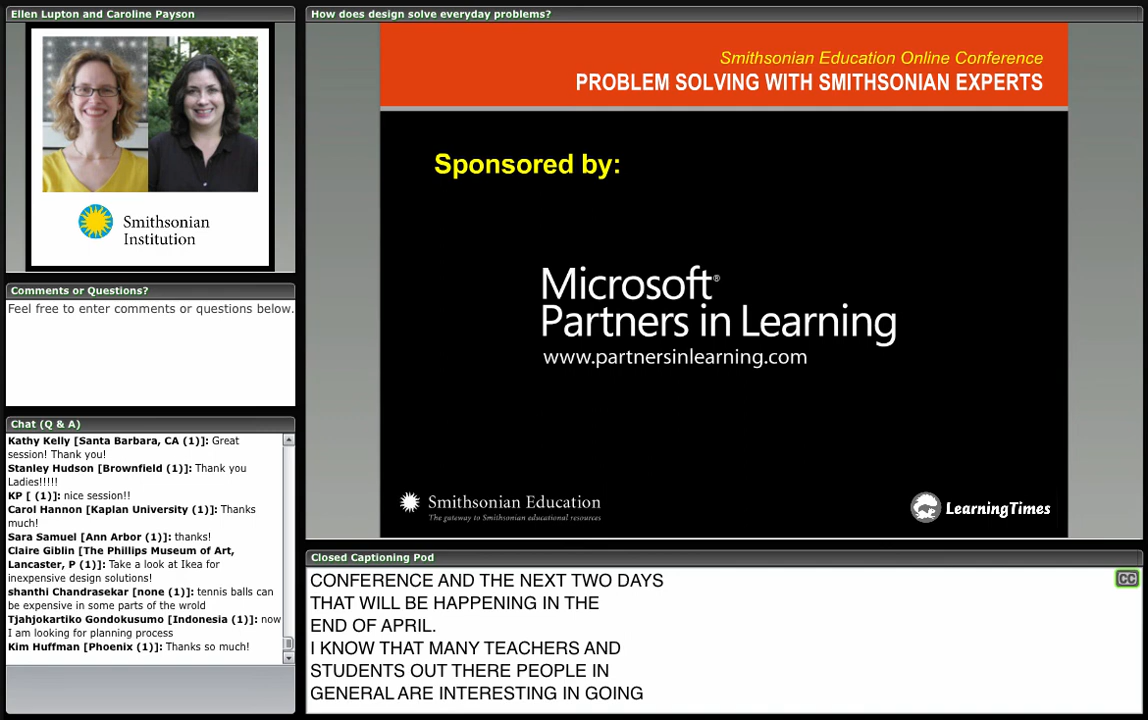 Ellen Lupton and Caroline Payson
Smithsonian
Institution
Comments or Questions?
Feel free to enter comments or questions below.
Chat (Q & A)
Kathy Kelly [Santa Barbara, CA (1)]: Great
session! Thank you!
Stanley Hudson [Brownfield (1)]: Thank you
Ladies!!!!!
KP [ (1)]: nice session!!
Carol Hannon [Kaplan University (1)]: Thanks
much!
Sara Samuel [Ann Arbor (1)]: thanks!
Claire Giblin [The Phillips Museum of Art,
Lancaster, P (1)]: Take a look at Ikea for
inexpensive design solutions!
shanthi Chandrasekar [none (1)]: tennis balls can
be expensive in some parts of the wrold
Tjahjokartiko Gondokusumo [Indonesia (1)]: now
I am looking for planning process
Kim Huffman [Phoenix (1)]: Thanks so much!
How does design solve everyday problems?
Smithsonian Education Online Conference
PROBLEM SOLVING WITH SMITHSONIAN EXPERTS
Sponsored by:
Microsoft®
Partners in Learning
www.partnersinlearning.com
Smithsonian Education
The gateway to Smithsonian educational resources
LearningTimes
Closed Captioning Pod
CC
CONFERENCE AND THE NEXT TWO DAYS
THAT WILL BE HAPPENING IN THE
END OF APRIL.
I KNOW THAT MANY TEACHERS AND
STUDENTS OUT THERE PEOPLE IN
GENERAL ARE INTERESTING IN GOING